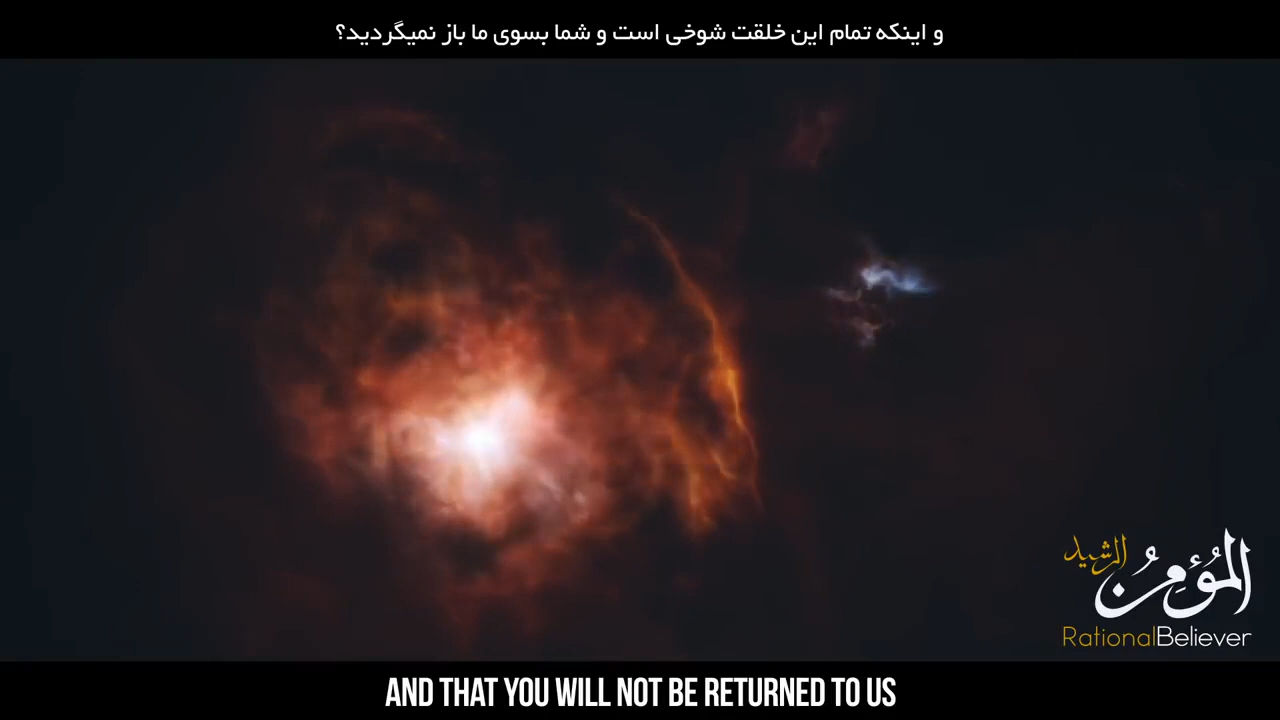 و اینکه تمام این خلقت شوخی است و شما بسوی ما باز نمیگردید؟
المؤمن الرشيد
RationalBeliever
AND THAT YOU WILL NOT BE RETURNED TO US